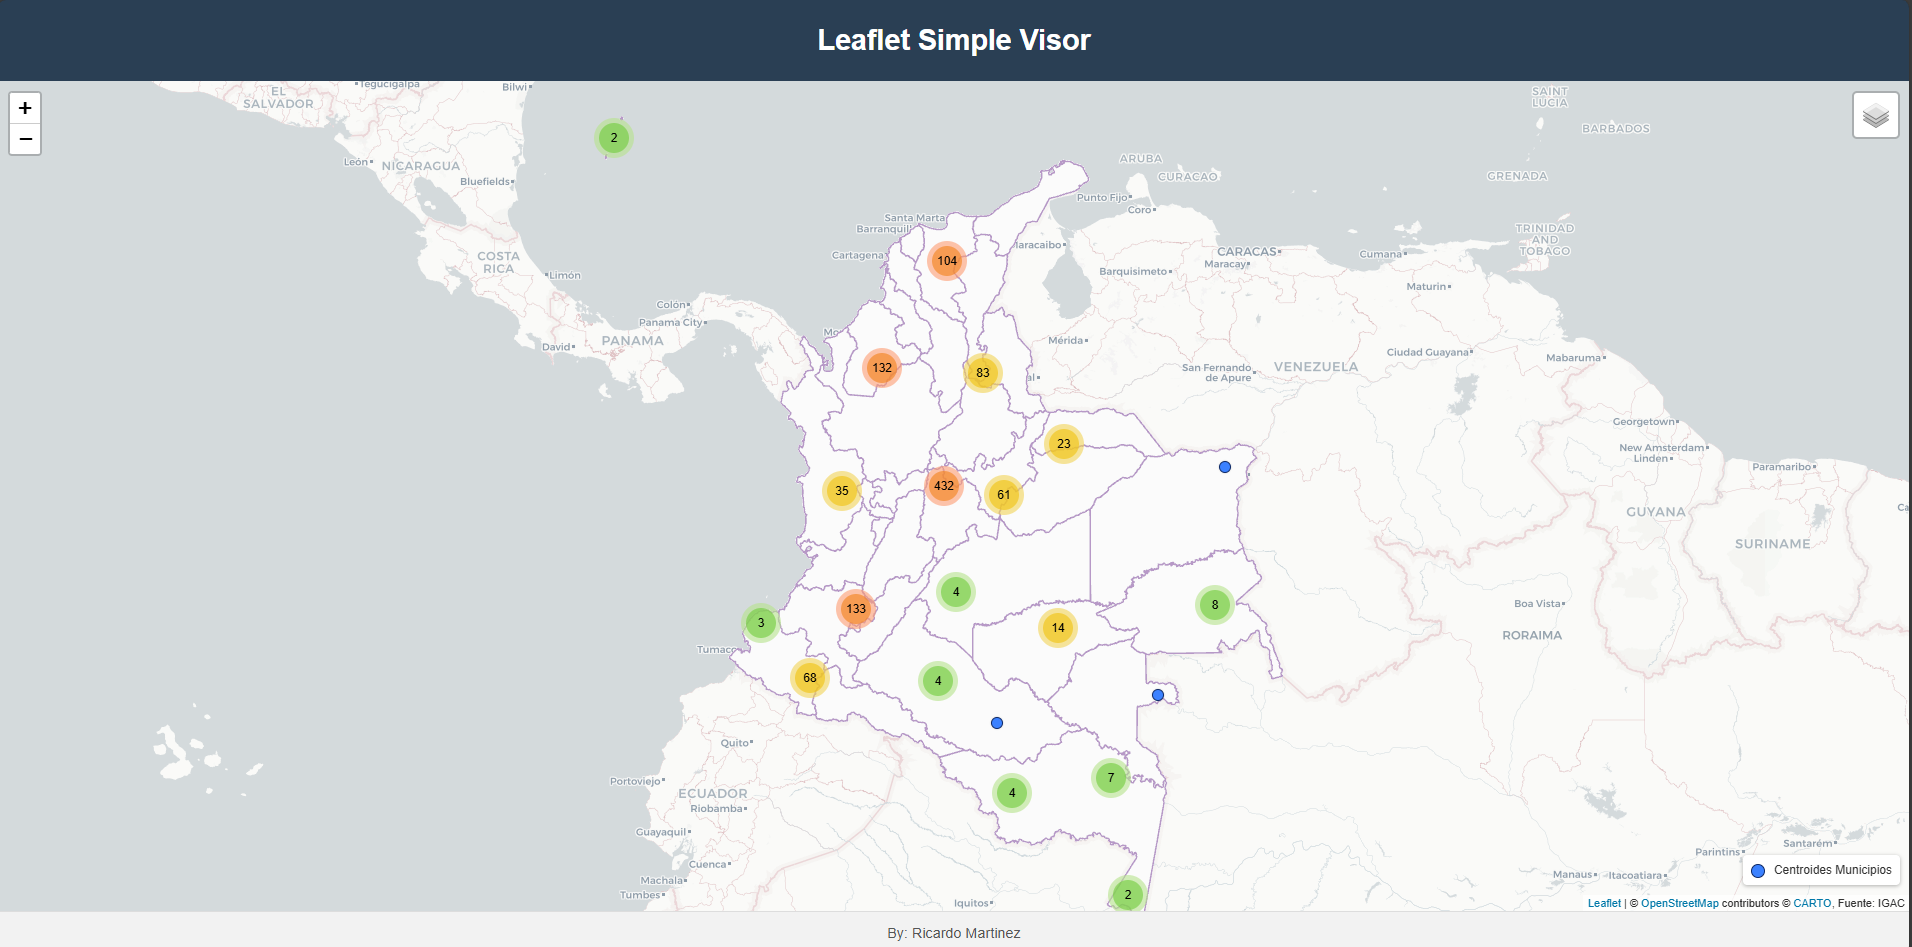 Leaflet Simple Visor
+
−
Tegucigalpa
Bilwi
EL
SALVADOR
SAINT
LUCIA
BARBADOS
2
León
NICARAGUA
Bluefields
ARUBA
CURACAO
GRENADA
Punto Fijo
Coro
Santa Marta
Barranquil
Cartagena
104
COSTA
RICA
Limón
CARACAS
Maracay
Barquisimeto
Cumana
TRINIDAD
AND
TOBAGO
Maturin
Colón
Panama City
David
PANAMA
132
83
Mérida
San Fernando
de Apure
VENEZUELA
Ciudad Guayana
Mabaruma
23
Georgetown
New Amsterdam
Linden
Paramaribo
35
432
61
GUYANA
SURINAME
4
133
3
8
14
Boa Vista
RORAIMA
Tumaco
68
4
Quito
Portoviejo
ECUADOR
Riobamba
4
7
Guayaquil
Cuenca
Machala
Tumbes
Iquitos
2
Parintins
Santarém
Manaus
Itacoatiara
Centroides Municipios
Leaflet | © OpenStreetMap contributors © CARTO, Fuente: IGAC
By: Ricardo Martinez